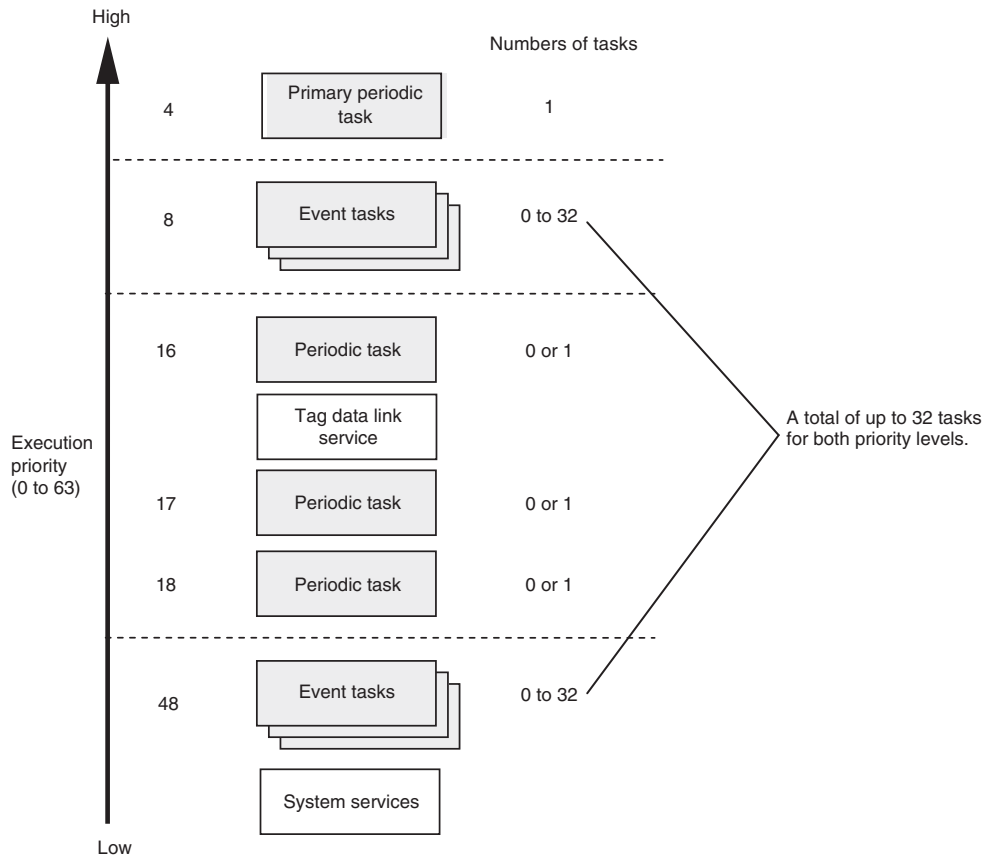 High
Numbers of tasks
4
Primary periodic
task
1
8
Event tasks
0 to 32
16
Periodic task
0 or 1
Tag data link
service
A total of up to 32 tasks
for both priority levels.
Execution
priority
(0 to 63)
17
Periodic task
0 or 1
18
Periodic task
0 or 1
48
Event tasks
0 to 32
System services
Low